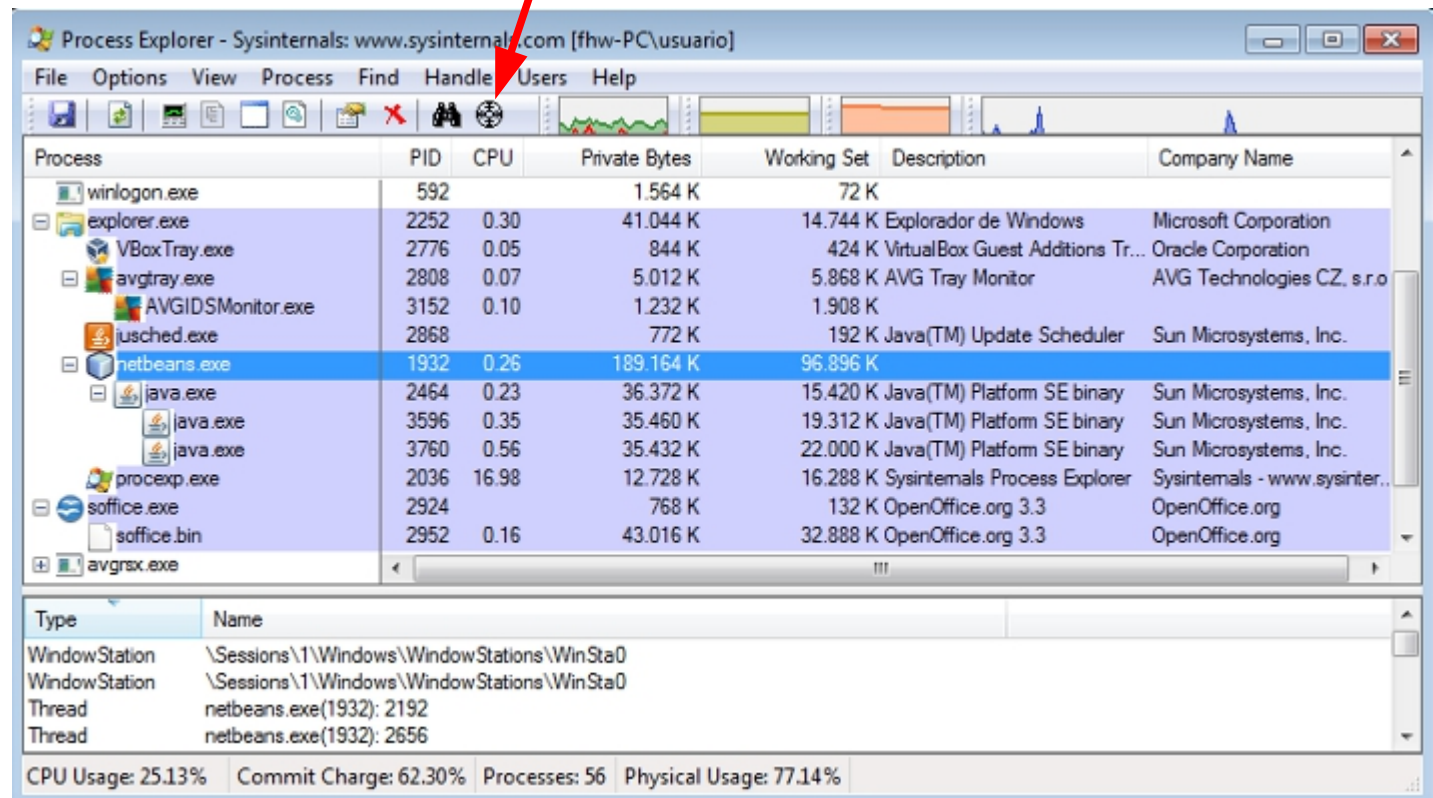 Process Explorer - Sysinternals: www.sysinternals.com [fhw-PC\usuario]
File Options View Process Find Handle Users Help
Process PID CPU Private Bytes Working Set Description Company Name
winlogon.exe 592 1.564 K 72 K
explorer.exe 2252 0.30 41.044 K 14.744 K Explorador de Windows Microsoft Corporation
VBoxTray.exe 2776 0.05 844 K 424 K VirtualBox Guest Additions Tr... Oracle Corporation
avgtray.exe 2808 0.07 5.012 K 5.868 K AVG Tray Monitor AVG Technologies CZ, s.r.o
AVGIDSMonitor.exe 3152 0.10 1.232 K 1.908 K
jusched.exe 2868 772 K 192 K Java(TM) Update Scheduler Sun Microsystems, Inc.
netbeans.exe 1932 0.26 189.164 K 96.896 K
java.exe 2464 0.23 36.372 K 15.420 K Java(TM) Platform SE binary Sun Microsystems, Inc.
java.exe 3596 0.35 35.460 K 19.312 K Java(TM) Platform SE binary Sun Microsystems, Inc.
java.exe 3760 0.56 35.432 K 22.000 K Java(TM) Platform SE binary Sun Microsystems, Inc.
procexp.exe 2036 16.98 12.728 K 16.288 K Sysinternals Process Explorer Sysinternals - www.sysinter...
soffice.exe 2924 768 K 132 K OpenOffice.org 3.3 OpenOffice.org
soffice.bin 2952 0.16 43.016 K 32.888 K OpenOffice.org 3.3 OpenOffice.org
avgrsx.exe
Type Name
WindowStation \Sessions\1\Windows\WindowStations\WinSta0
WindowStation \Sessions\1\Windows\WindowStations\WinSta0
Thread netbeans.exe(1932): 2192
Thread netbeans.exe(1932): 2656
CPU Usage: 25.13% Commit Charge: 62.30% Processes: 56 Physical Usage: 77.14%